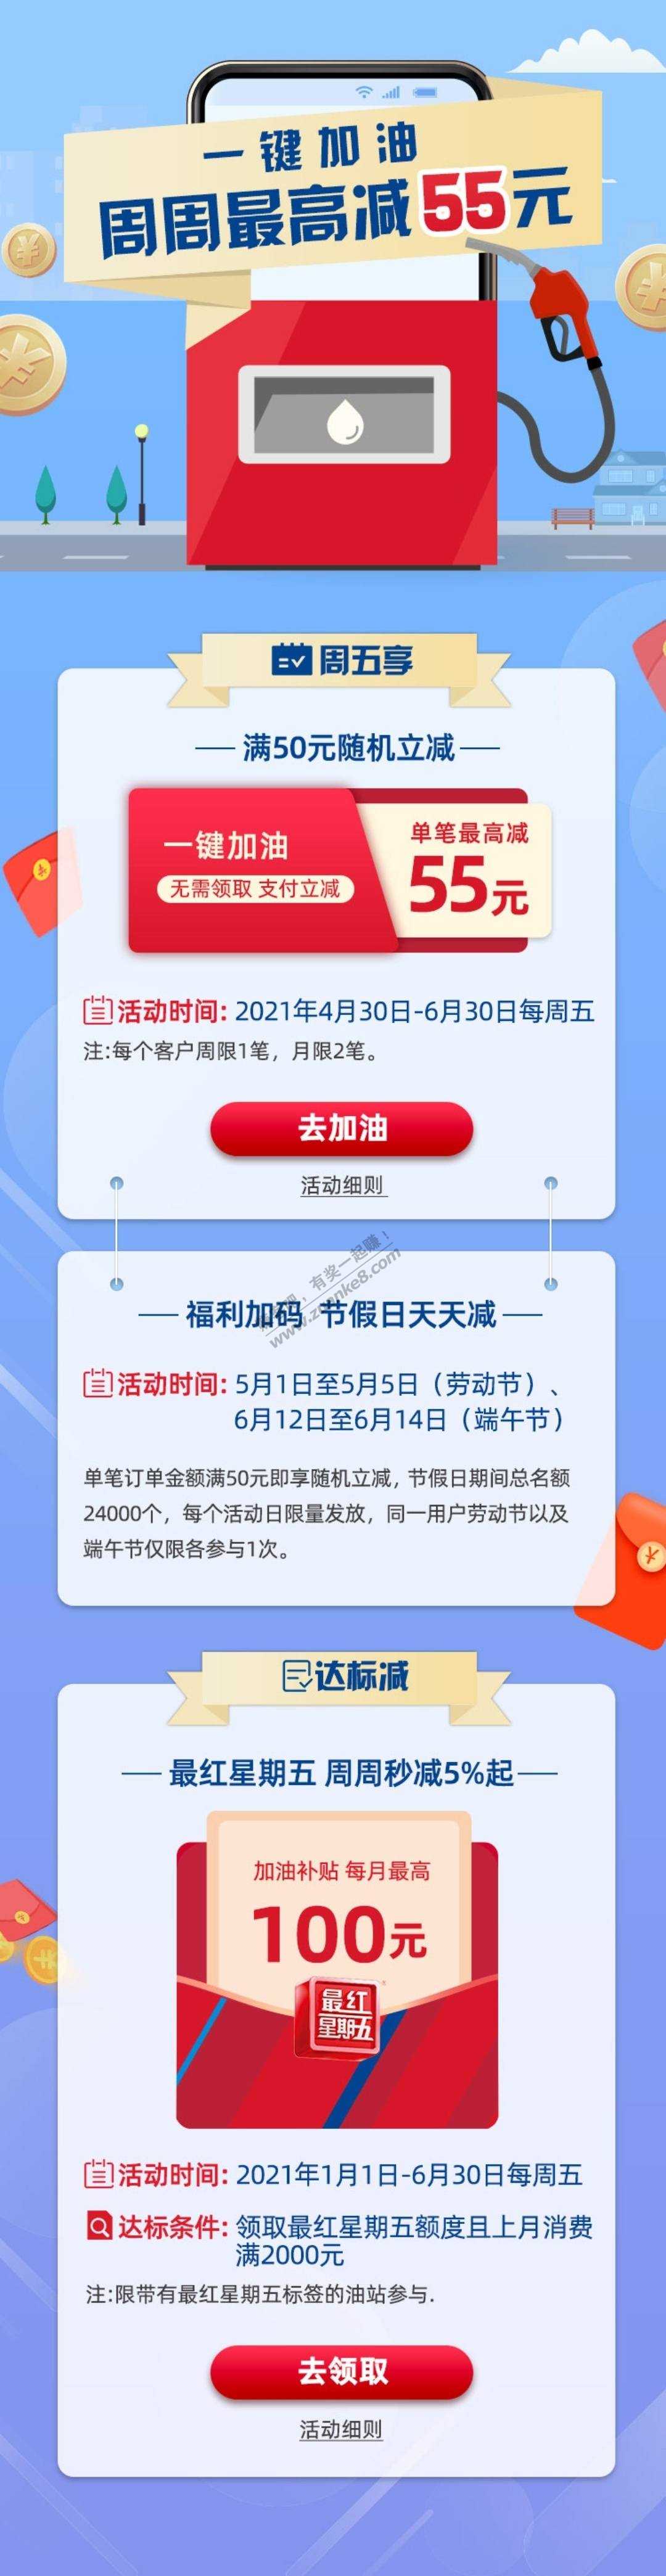 一键加油
周周最高减55元
周五享
满50元随机立减
一键加油
无需领取 支付立减
单笔最高减
55元
活动时间: 2021年4月30日-6月30日每周五
注:每个客户周限1笔，月限2笔。
去加油
活动细则
，有奖一起赚！
www.zuanke8.com
福利加码 节假日天天减
活动时间: 5月1日至5月5日（劳动节）、
6月12日至6月14日（端午节）
单笔订单金额满50元即享随机立减, 节假日期间总名额
24000个，每个活动日限量发放，同一用户劳动节以及
端午节仅限各参与1次。
达标减
最红星期五 周周秒减5%起
加油补贴 每月最高
100元
最红
星期五
活动时间: 2021年1月1日-6月30日每周五
达标条件: 领取最红星期五额度且上月消费
满2000元
注:限带有最红星期五标签的油站参与.
去领取
活动细则